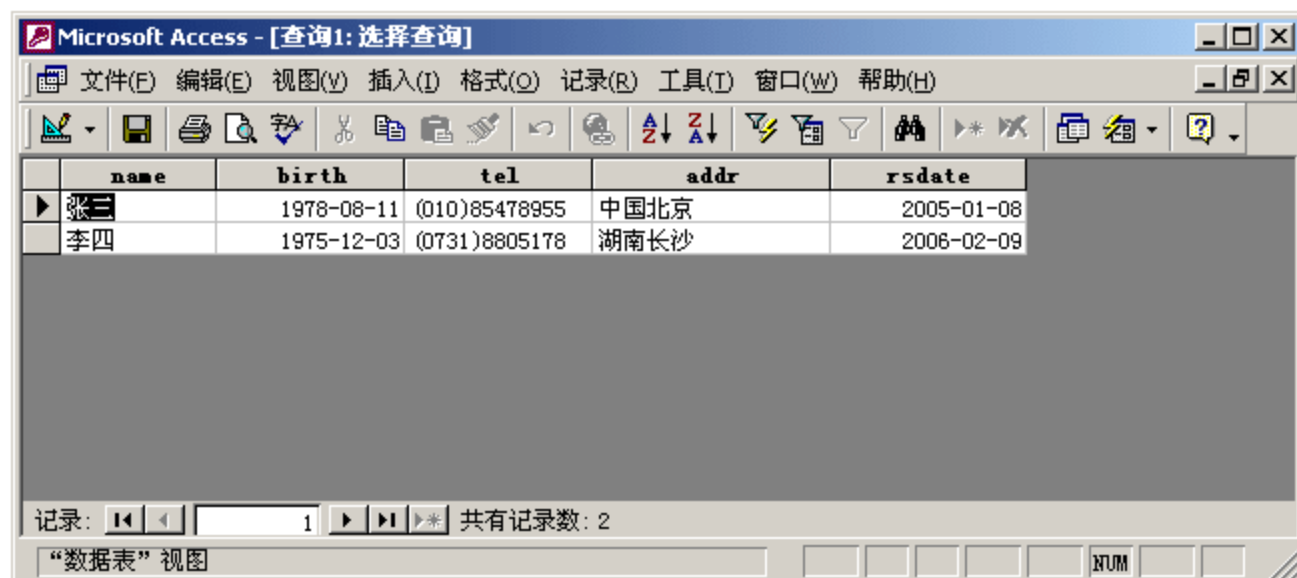 Microsoft Access - [查询1: 选择查询]
文件(F) 编辑(E) 视图(V) 插入(I) 格式(O) 记录(R) 工具(T) 窗口(W) 帮助(H)
name birth tel addr rsdate
张三 1978-08-11 (010)85478955 中国北京 2005-01-08
李四 1975-12-03 (0731)8805178 湖南长沙 2006-02-09
记录: 1 共有记录数: 2
“数据表” 视图 NUM